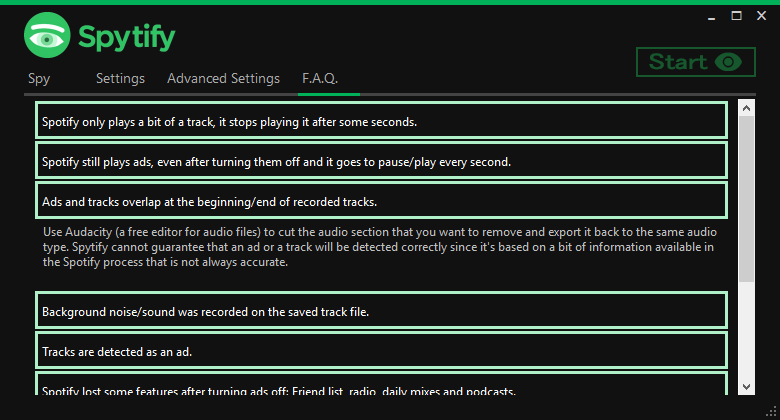 Spytify
Start
Spy Settings Advanced Settings F.A.Q.
Spotify only plays a bit of a track, it stops playing it after some seconds.
Spotify still plays ads, even after turning them off and it goes to pause/play every second.
Ads and tracks overlap at the beginning/end of recorded tracks.
Use Audacity (a free editor for audio files) to cut the audio section that you want to remove and export it back to the same audio
type. Spytify cannot guarantee that an ad or a track will be detected correctly since it's based on a bit of information available in
the Spotify process that is not always accurate.
Background noise/sound was recorded on the saved track file.
Tracks are detected as an ad.
Spotify lost some features after turning ads off: Friend list, radio, daily mixes and podcasts.